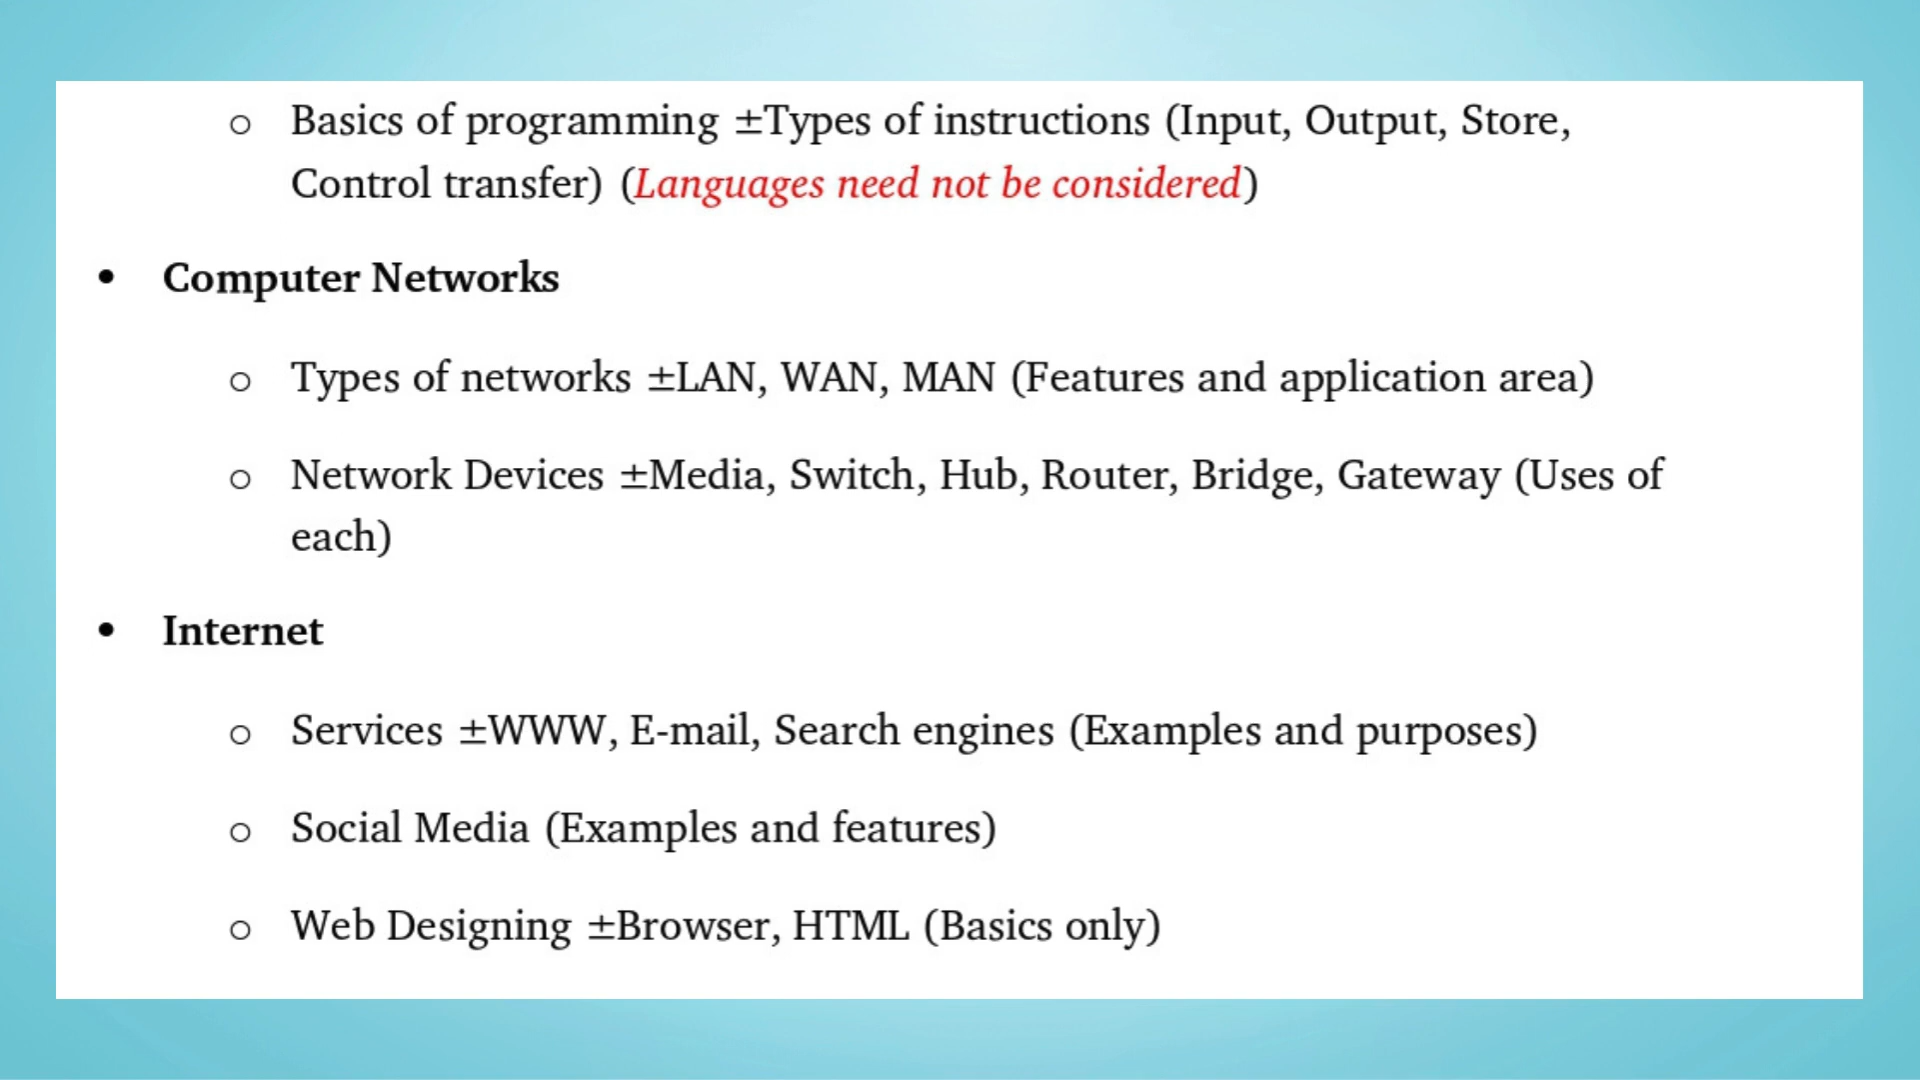 ○ Basics of programming ±Types of instructions (Input, Output, Store,
Control transfer) (Languages need not be considered)
• Computer Networks
○ Types of networks ±LAN, WAN, MAN (Features and application area)
○ Network Devices ±Media, Switch, Hub, Router, Bridge, Gateway (Uses of
each)
• Internet
○ Services ±WWW, E-mail, Search engines (Examples and purposes)
○ Social Media (Examples and features)
○ Web Designing ±Browser, HTML (Basics only)